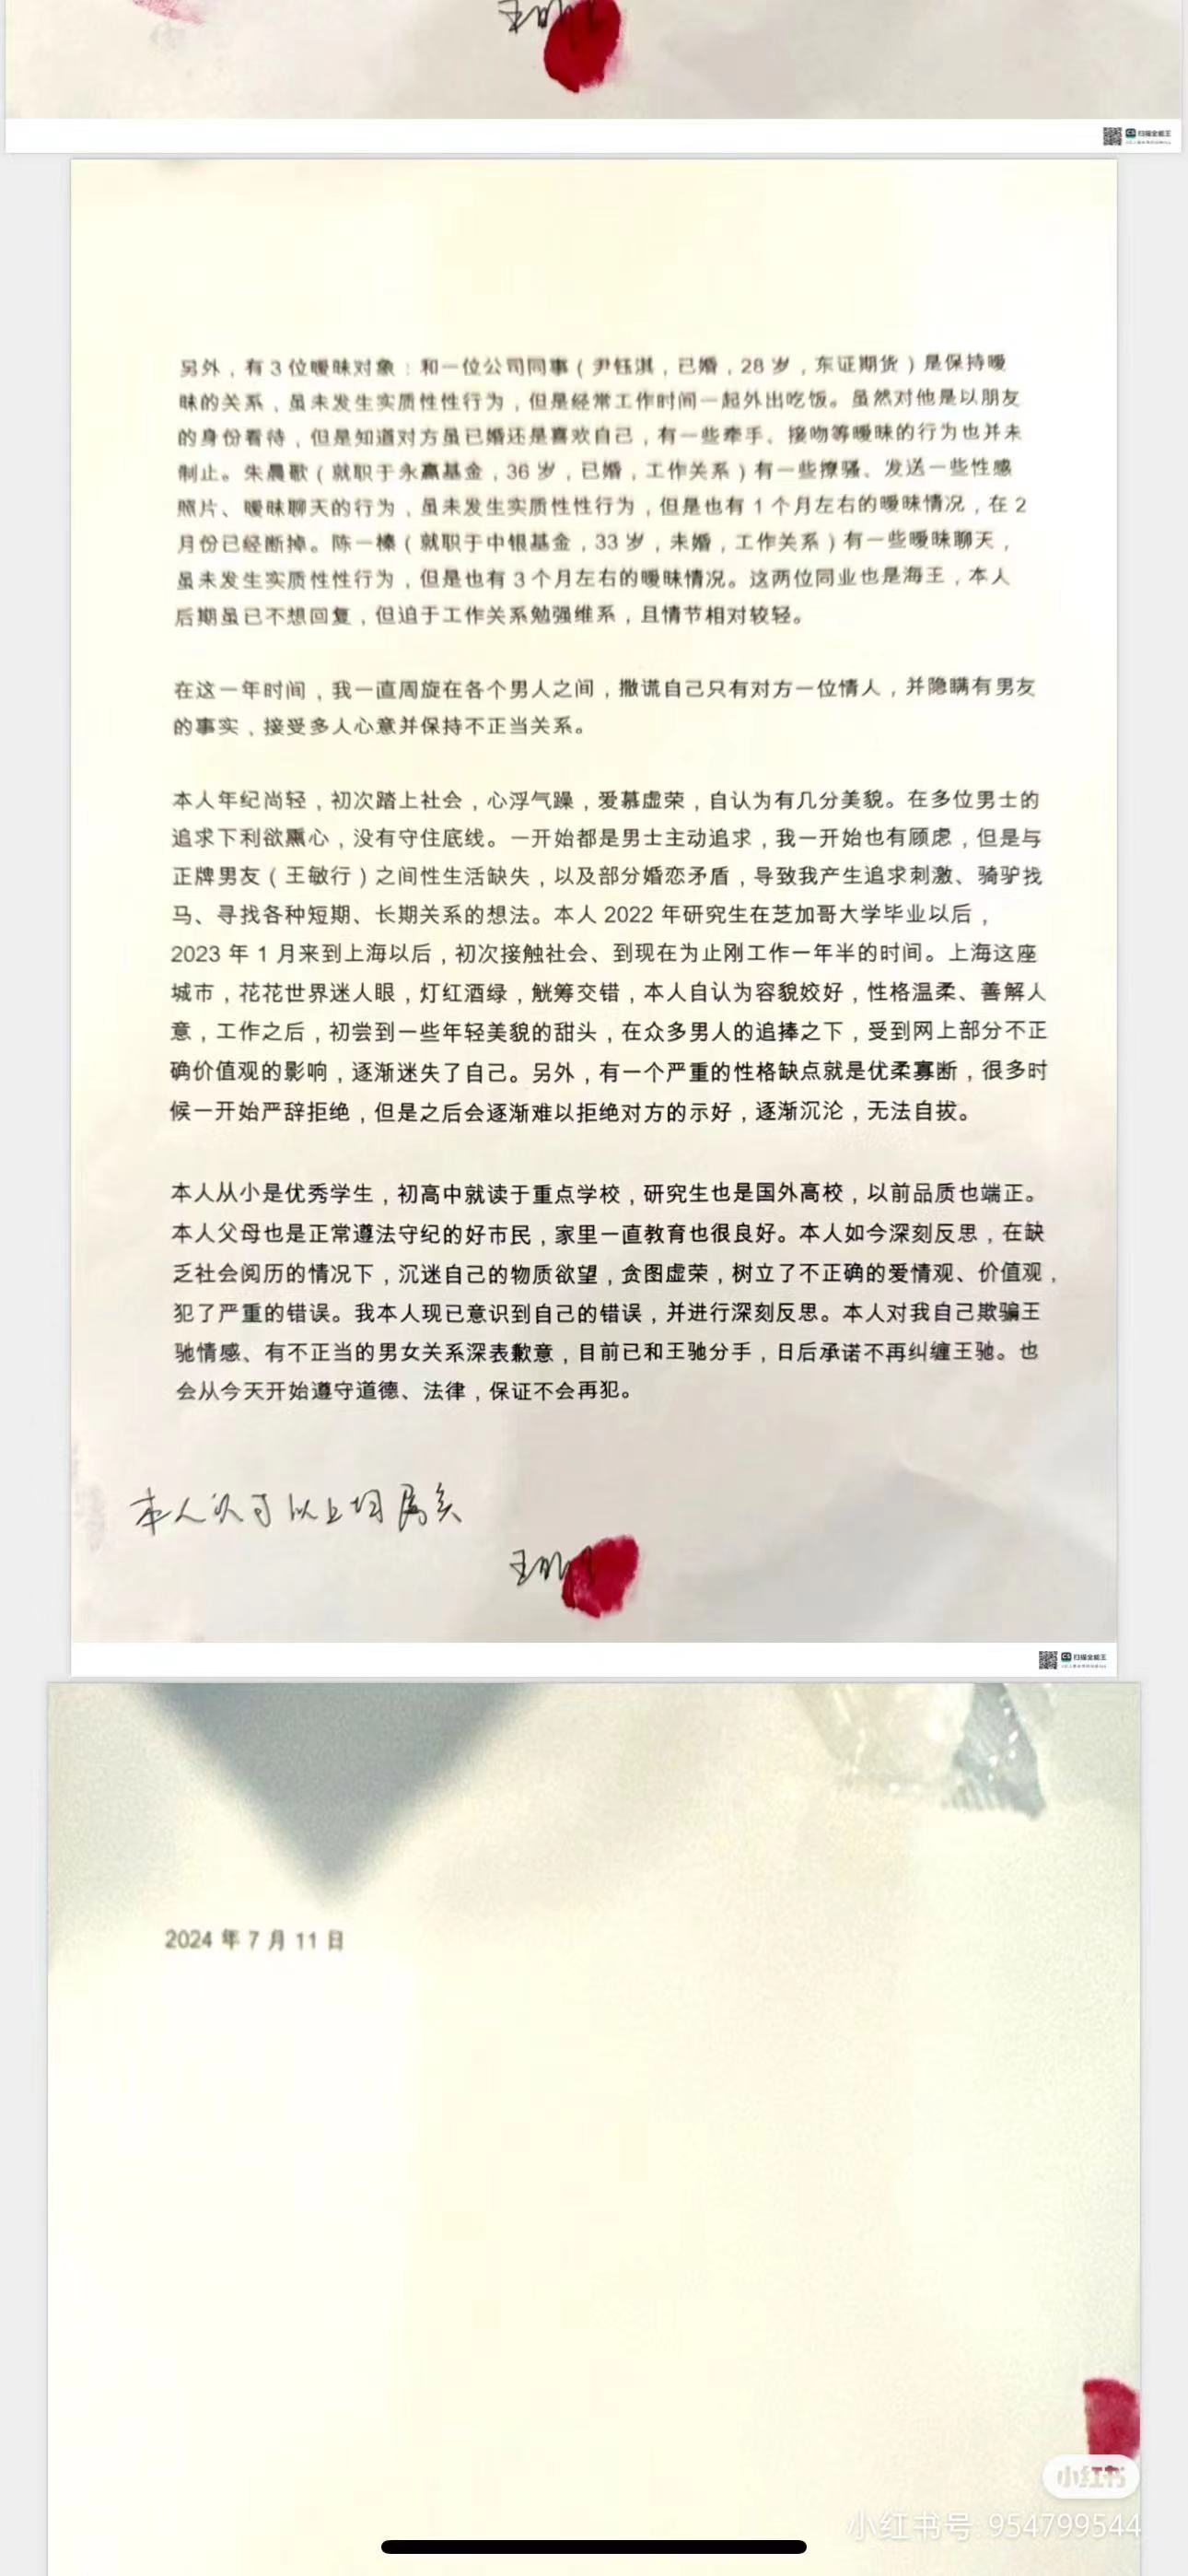 扫描全能王
另外，有3位暧昧对象：和一位公司同事（尹钰淇，已婚，28岁，东证期货）是保持暧
昧的关系，虽未发生实质性性行为，但是经常工作时间一起外出吃饭。虽然对他是以朋友
的身份看待，但是知道对方虽已婚还是喜欢自己，有一些牵手、接吻等暧昧的行为也并未
制止。朱晨歌（就职于永赢基金，36岁，已婚，工作关系）有一些撩骚、发送一些性感
照片、暧昧聊天的行为，虽未发生实质性性行为，但是也有1个月左右的暧昧情况，在2
月份已经断掉。陈一榛（就职于中银基金，33岁，未婚，工作关系）有一些暧昧聊天，
虽未发生实质性性行为，但是也有3个月左右的暧昧情况。这两位同业也是海王，本人
后期虽已不想回复，但迫于工作关系勉强维系，且情节相对较轻。
在这一年时间，我一直周旋在各个男人之间，撒谎自己只有对方一位情人，并隐瞒有男友
的事实，接受多人心意并保持不正当关系。
本人年纪尚轻，初次踏上社会，心浮气躁，爱慕虚荣，自认为有几分美貌。在多位男士的
追求下利欲熏心，没有守住底线。一开始都是男士主动追求，我一开始也有顾虑，但是与
正牌男友（王敏行）之间性生活缺失，以及部分婚恋矛盾，导致我产生追求刺激、骑驴找
马、寻找各种短期、长期关系的想法。本人2022年研究生在芝加哥大学毕业以后，
2023年1月来到上海以后，初次接触社会、到现在为止刚工作一年半的时间。上海这座
城市，花花世界迷人眼，灯红酒绿，觥筹交错，本人自认为容貌姣好，性格温柔、善解人
意，工作之后，初尝到一些年轻美貌的甜头，在众多男人的追捧之下，受到网上部分不正
确价值观的影响，逐渐迷失了自己。另外，有一个严重的性格缺点就是优柔寡断，很多时
候一开始严辞拒绝，但是之后会逐渐难以拒绝对方的示好，逐渐沉沦，无法自拔。
本人从小是优秀学生，初高中就读于重点学校，研究生也是国外高校，以前品质也端正。
本人父母也是正常遵法守纪的好市民，家里一直教育也很良好。本人如今深刻反思，在缺
乏社会阅历的情况下，沉迷自己的物质欲望，贪图虚荣，树立了不正确的爱情观、价值观，
犯了严重的错误。我本人现已意识到自己的错误，并进行深刻反思。本人对我自己欺骗王
驰情感、有不正当的男女关系深表歉意，目前已和王驰分手，日后承诺不再纠缠王驰。也
会从今天开始遵守道德、法律，保证不会再犯。
本人认可以上均属实
扫描全能王
2024年7月11日
小红书
小红书号：954799544